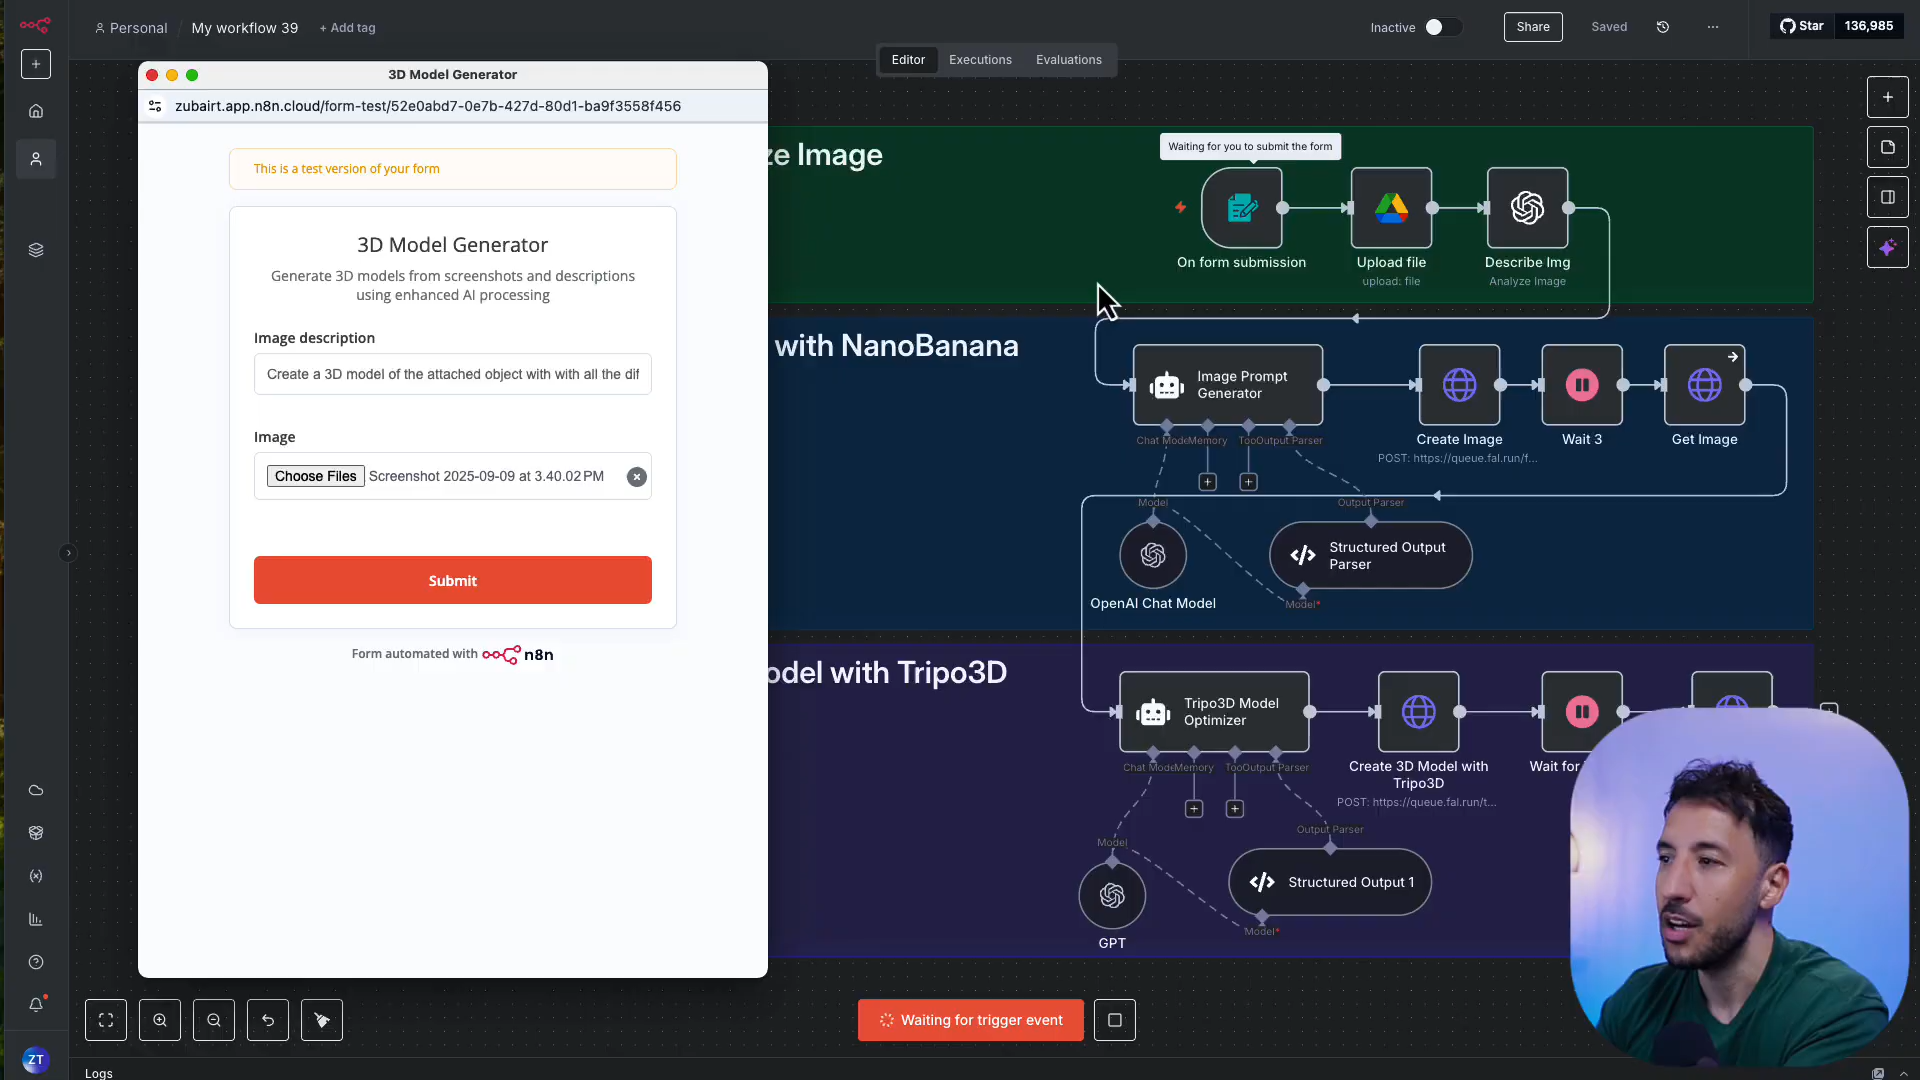 Personal / My workflow 39 + Add tag
Inactive
Share
Saved
Star 136,985
Editor
Executions
Evaluations
3D Model Generator
zubairt.app.n8n.cloud/form-test/52e0abd7-0e7b-427d-80d1-ba9f3558f456
This is a test version of your form
3D Model Generator
Generate 3D models from screenshots and descriptions
using enhanced AI processing
Image description
Create a 3D model of the attached object with with all the dif
Image
Choose Files Screenshot 2025-09-09 at 3.40.02 PM
Submit
Form automated with n8n
ze Image
Waiting for you to submit the form
On form submission
Upload file
upload: file
Describe Img
Analyze Image
with NanoBanana
Image Prompt
Generator
Chat Mode
Memory
Too
Output Parser
Create Image
POST: https://queue.fal.run/f...
Wait 3
Get Image
Model
Output Parser
OpenAI Chat Model
Structured Output
Parser
Model*
odel with Tripo3D
Tripo3D Model
Optimizer
Chat Mode
Memory
Too
Output Parser
Create 3D Model with
Tripo3D
POST: https://queue.fal.run/t...
Wait for
Model
Output Parser
GPT
Structured Output 1
Model*
Waiting for trigger event
ZT
Logs